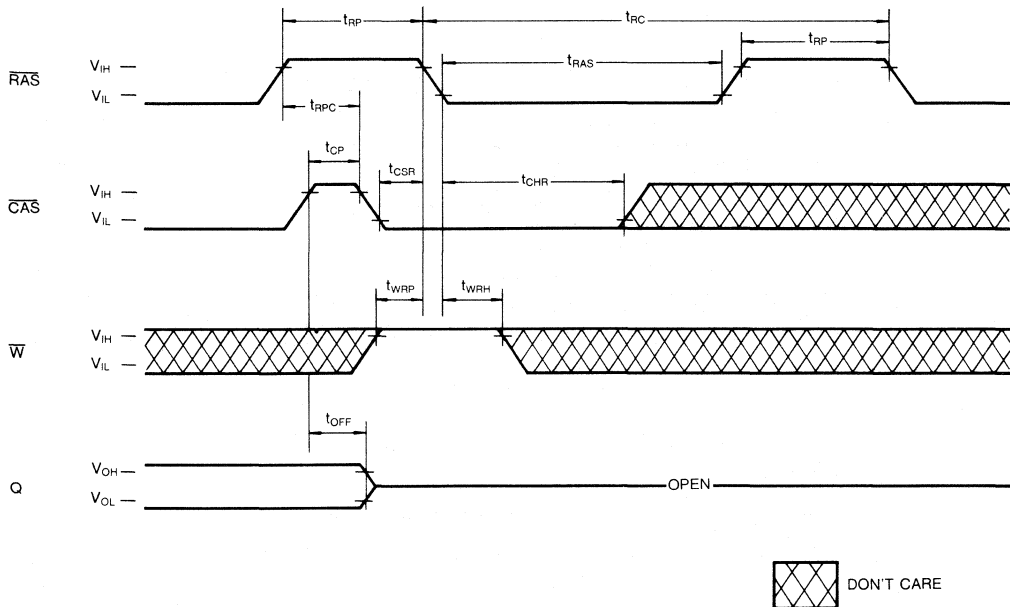 tRP
tRC
RAS
VIH
VIL
tRAS
tRP
tRPC
tCP
tCSR
tCHR
CAS
VIH
VIL
tWRP
tWRH
W
VIH
VIL
tOFF
Q
VOH
VOL
OPEN
DON'T CARE